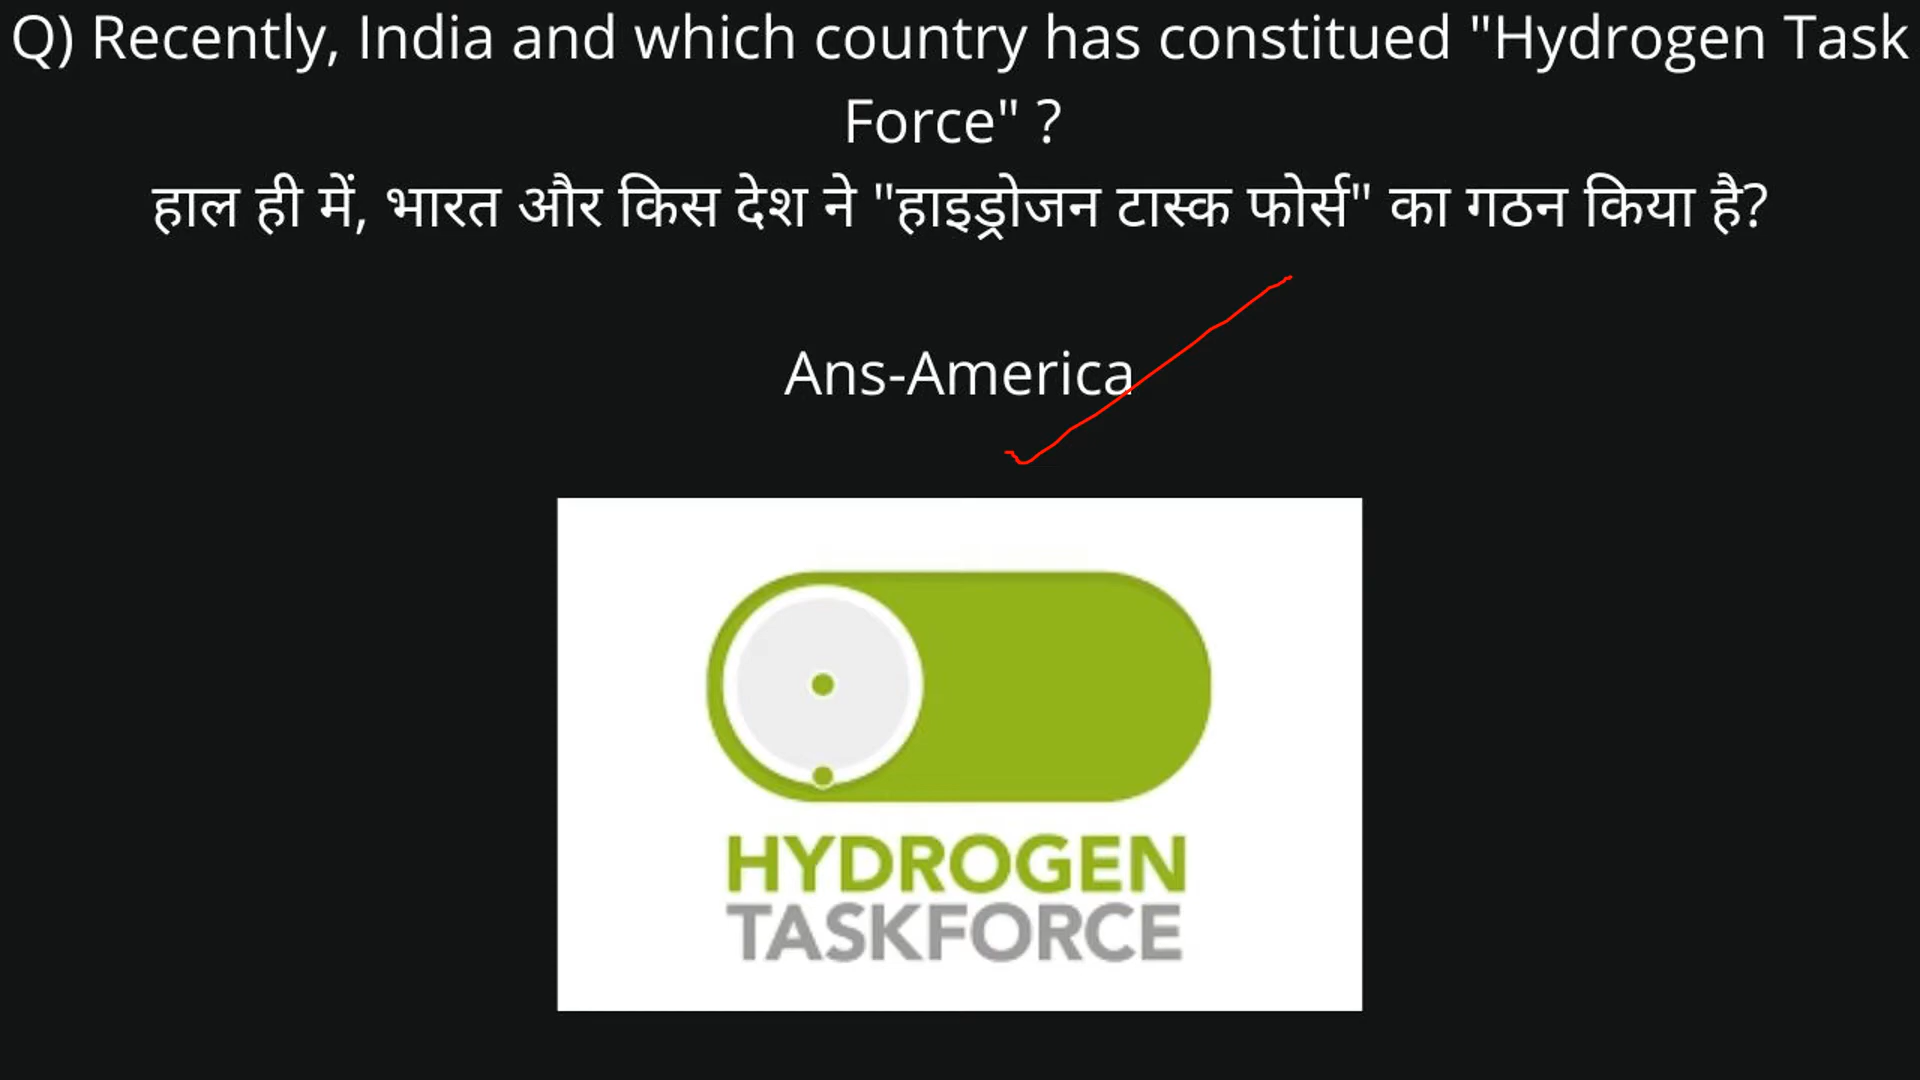 Q) Recently, India and which country has constitued "Hydrogen Task
Force" ?
हाल ही में, भारत और किस देश ने "हाइड्रोजन टास्क फोर्स" का गठन किया है?
Ans-America
HYDROGEN
TASKFORCE